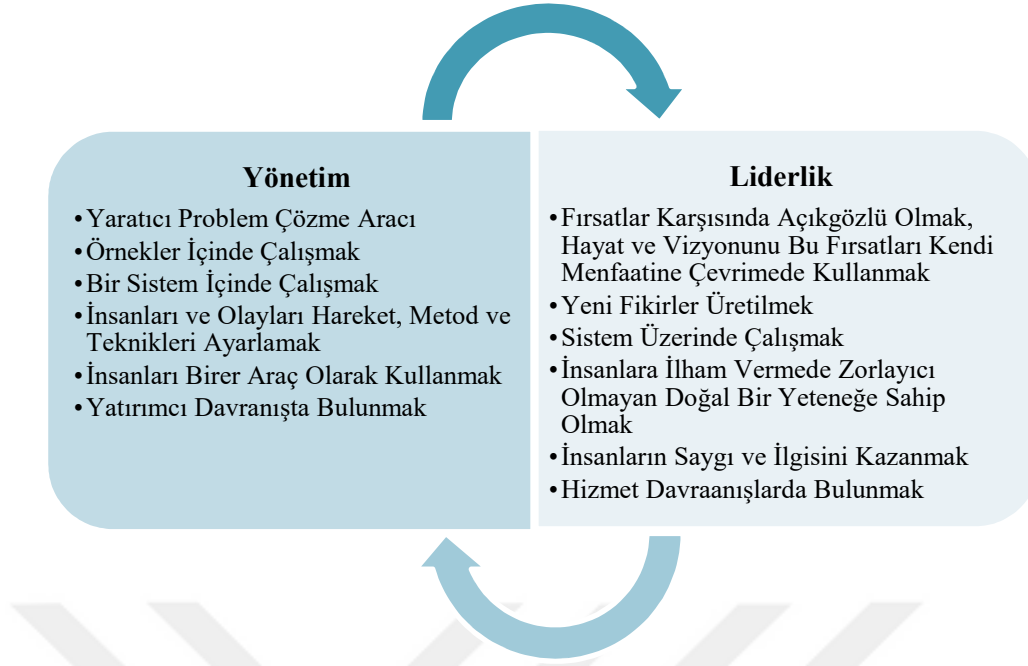 Yönetim
•Yaratıcı Problem Çözme Aracı
•Örnekler İçinde Çalışmak
•Bir Sistem İçinde Çalışmak
•İnsanları ve Olayları Hareket, Metod ve
Teknikleri Ayarlamak
•İnsanları Birer Araç Olarak Kullanmak
•Yatırımcı Davranışta Bulunmak
Liderlik
•Fırsatlar Karşısında Açıkgözlü Olmak,
Hayat ve Vizyonunu Bu Fırsatları Kendi
Menfaatine Çevrimede Kullanmak
•Yeni Fikirler Üretilmek
•Sistem Üzerinde Çalışmak
•İnsanlara İlham Vermede Zorlayıcı
Olmayan Doğal Bir Yeteneğe Sahip
Olmak
•İnsanların Saygı ve İlgisini Kazanmak
•Hizmet Davraanışlarda Bulunmak